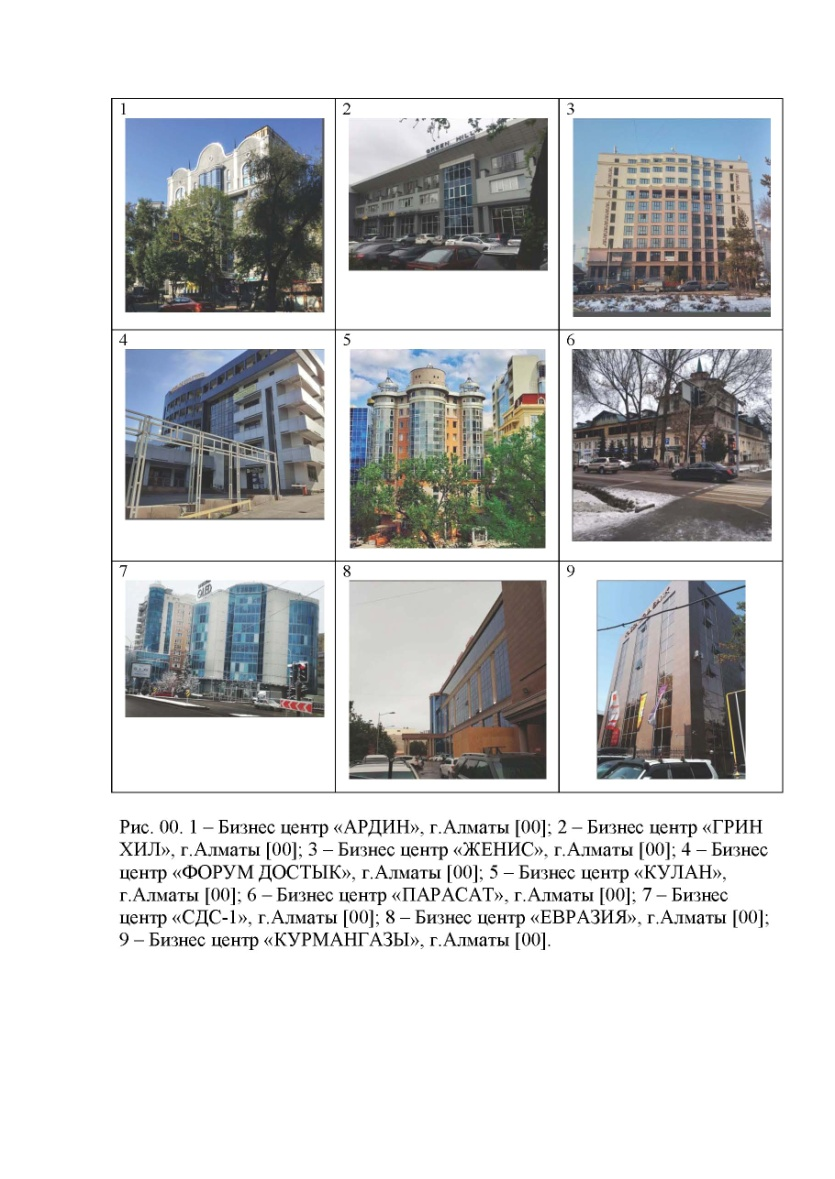 1
2
3
GREEN HILL
4
5
6
7
8
9
Рис. 00. 1 – Бизнес центр «АРДИН», г.Алматы [00]; 2 – Бизнес центр «ГРИН
ХИЛ», г.Алматы [00]; 3 – Бизнес центр «ЖЕНИС», г.Алматы [00]; 4 – Бизнес
центр «ФОРУМ ДОСТЫК», г.Алматы [00]; 5 – Бизнес центр «КУЛАН»,
г.Алматы [00]; 6 – Бизнес центр «ПАРАСАТ», г.Алматы [00]; 7 – Бизнес
центр «СДС-1», г.Алматы [00]; 8 – Бизнес центр «ЕВРАЗИЯ», г.Алматы [00];
9 – Бизнес центр «КУРМАНГАЗЫ», г.Алматы [00].